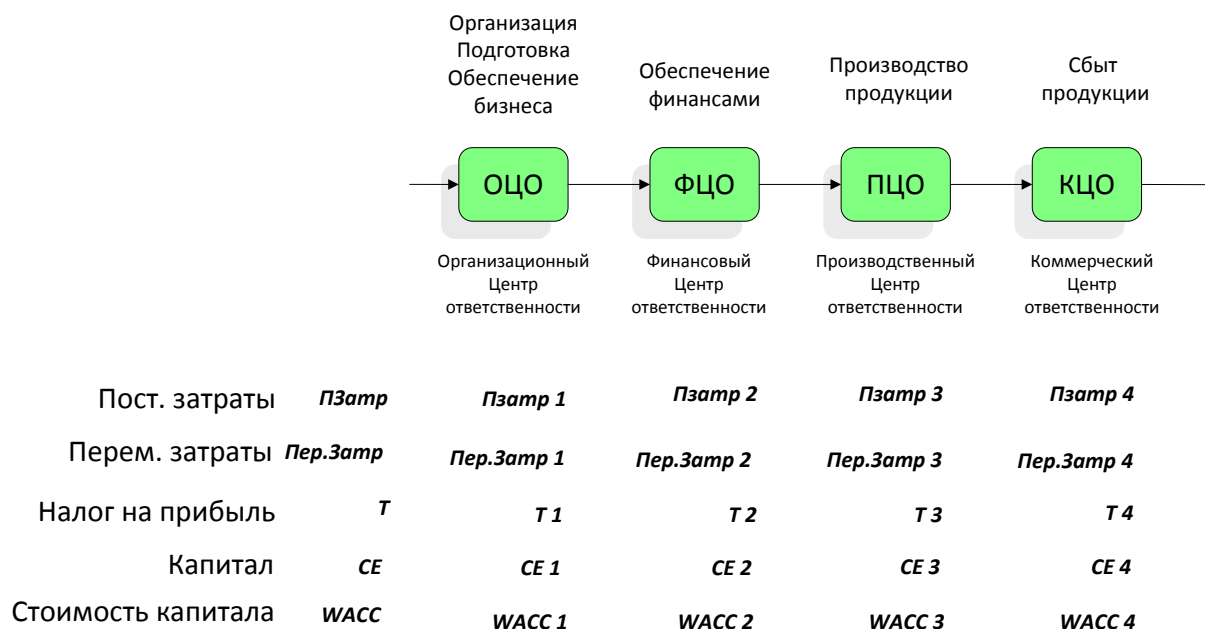 Организация
Подготовка
Обеспечение
бизнеса
Обеспечение
финансами
Производство
продукции
Сбыт
продукции
ОЦО
ФЦО
ПЦО
КЦО
Организационный
Центр
ответственности
Финансовый
Центр
ответственности
Производственный
Центр
ответственности
Коммерческий
Центр
ответственности
Пост. затраты ПЗатр Пзатр 1 Пзатр 2 Пзатр 3 Пзатр 4
Перем. затраты Пер.Затр Пер.Затр 1 Пер.Затр 2 Пер.Затр 3 Пер.Затр 4
Налог на прибыль T T 1 T 2 T 3 T 4
Капитал CE CE 1 CE 2 CE 3 CE 4
Стоимость капитала WACC WACC 1 WACC 2 WACC 3 WACC 4